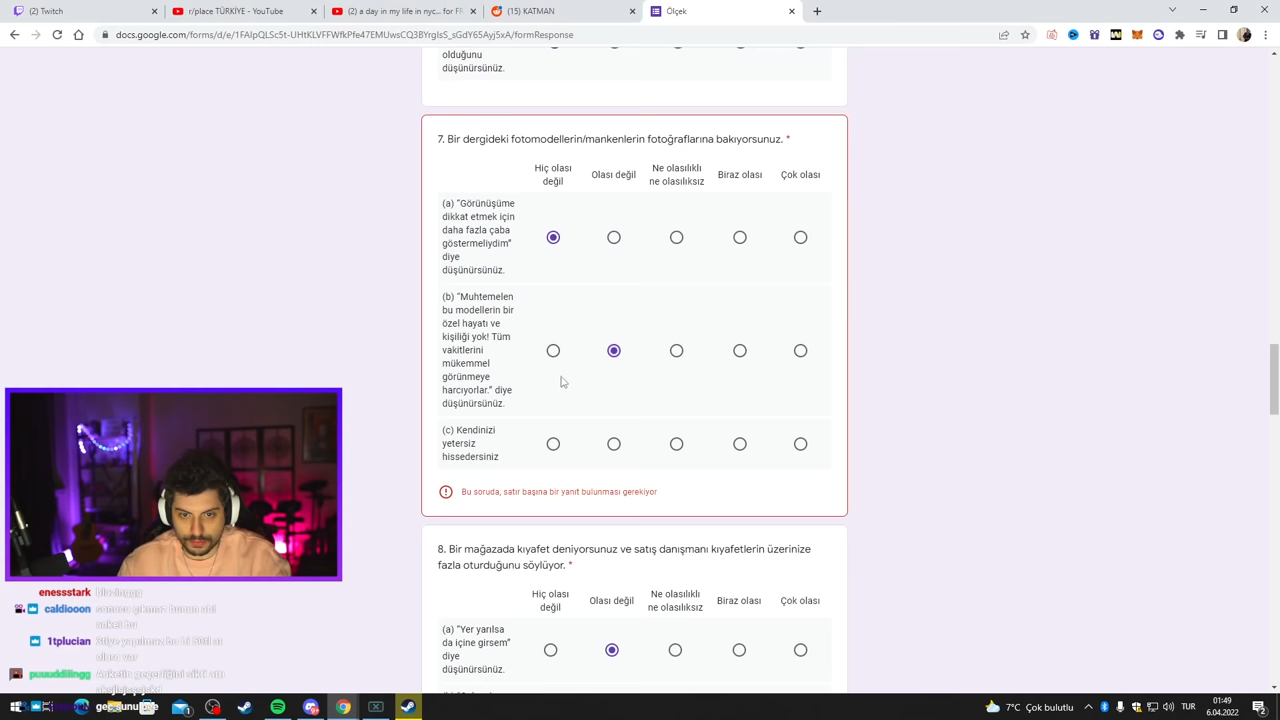 (2) Twitch
r/place TÜRKİYE - YouTube
(2) a day in my life in
(15) KATMAN
Ölçek
docs.google.com/forms/d/e/1FAIpQLSc5t-UHtKLVFFWfkPfe47EMUwsCQ3BYrgIsS_sGdY65Ayj5xA/formResponse
olduğunu
düşünürsünüz.
7. Bir dergideki fotomodellerin/mankenlerin fotoğraflarına bakıyorsunuz. *
Hiç olası
değil
Olası değil
Ne olasılıklı
ne olasılıksız
Biraz olası
Çok olası
(a) “Görünüşüme
dikkat etmek için
daha fazla çaba
göstermeliydim”
diye
düşünürsünüz.
(b) “Muhtemelen
bu modellerin bir
özel hayatı ve
kişiliği yok! Tüm
vakitlerini
mükemmel
görünmeye
harcıyorlar.” diye
düşünürsünüz.
(c) Kendinizi
yetersiz
hissedersiniz
Bu soruda, satır başına bir yanıt bulunması gerekiyor
8. Bir mağazada kıyafet deniyorsunuz ve satış danışmanı kıyafetlerin üzerinize
fazla oturduğunu söylüyor. *
Hiç olası
değil
Olası değil
Ne olasılıklı
ne olasılıksız
Biraz olası
Çok olası
(a) “Yer yarılsa
da içine girsem”
diye
düşünürsünüz.
enessstark
caldiooon
1tplucian
puuuddilingg
7°C Çok bulutlu
TUR
01:49
6.04.2022
2